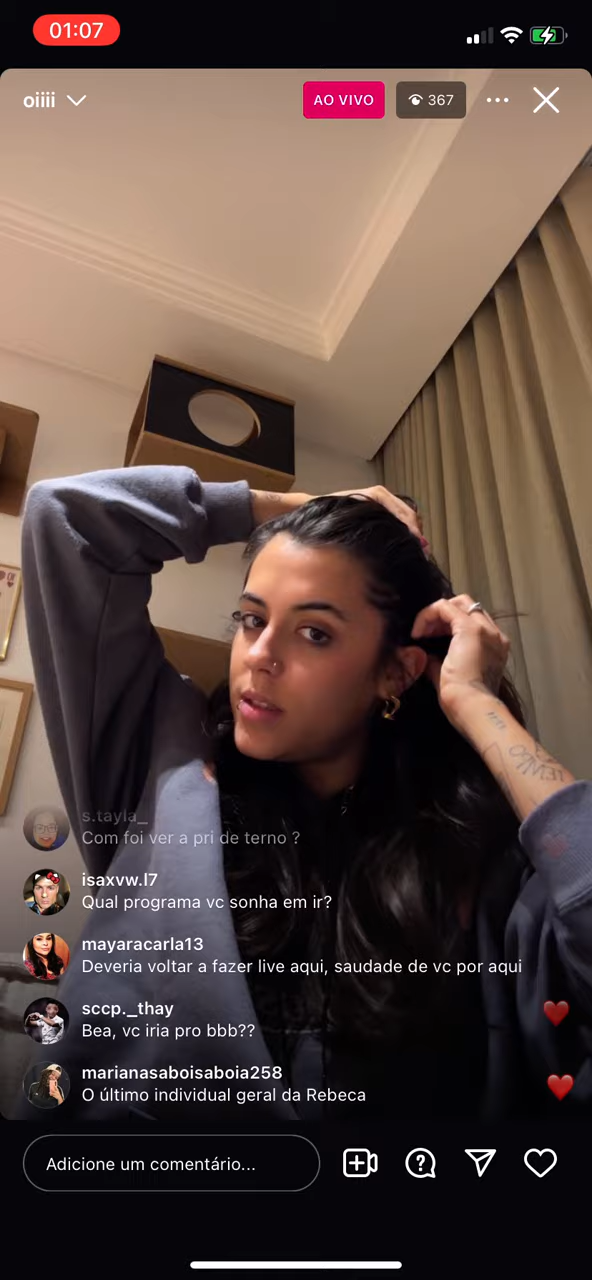 01:07
oiiii
AO VIVO
367
s.tayla_
Com foi ver a pri de terno ?
isaxvw.l7
Qual programa vc sonha em ir?
mayaracarla13
Deveria voltar a fazer live aqui, saudade de vc por aqui
sccp._thay
Bea, vc iria pro bbb??
marianasaboisaboia258
O último individual geral da Rebeca
Adicione um comentário...